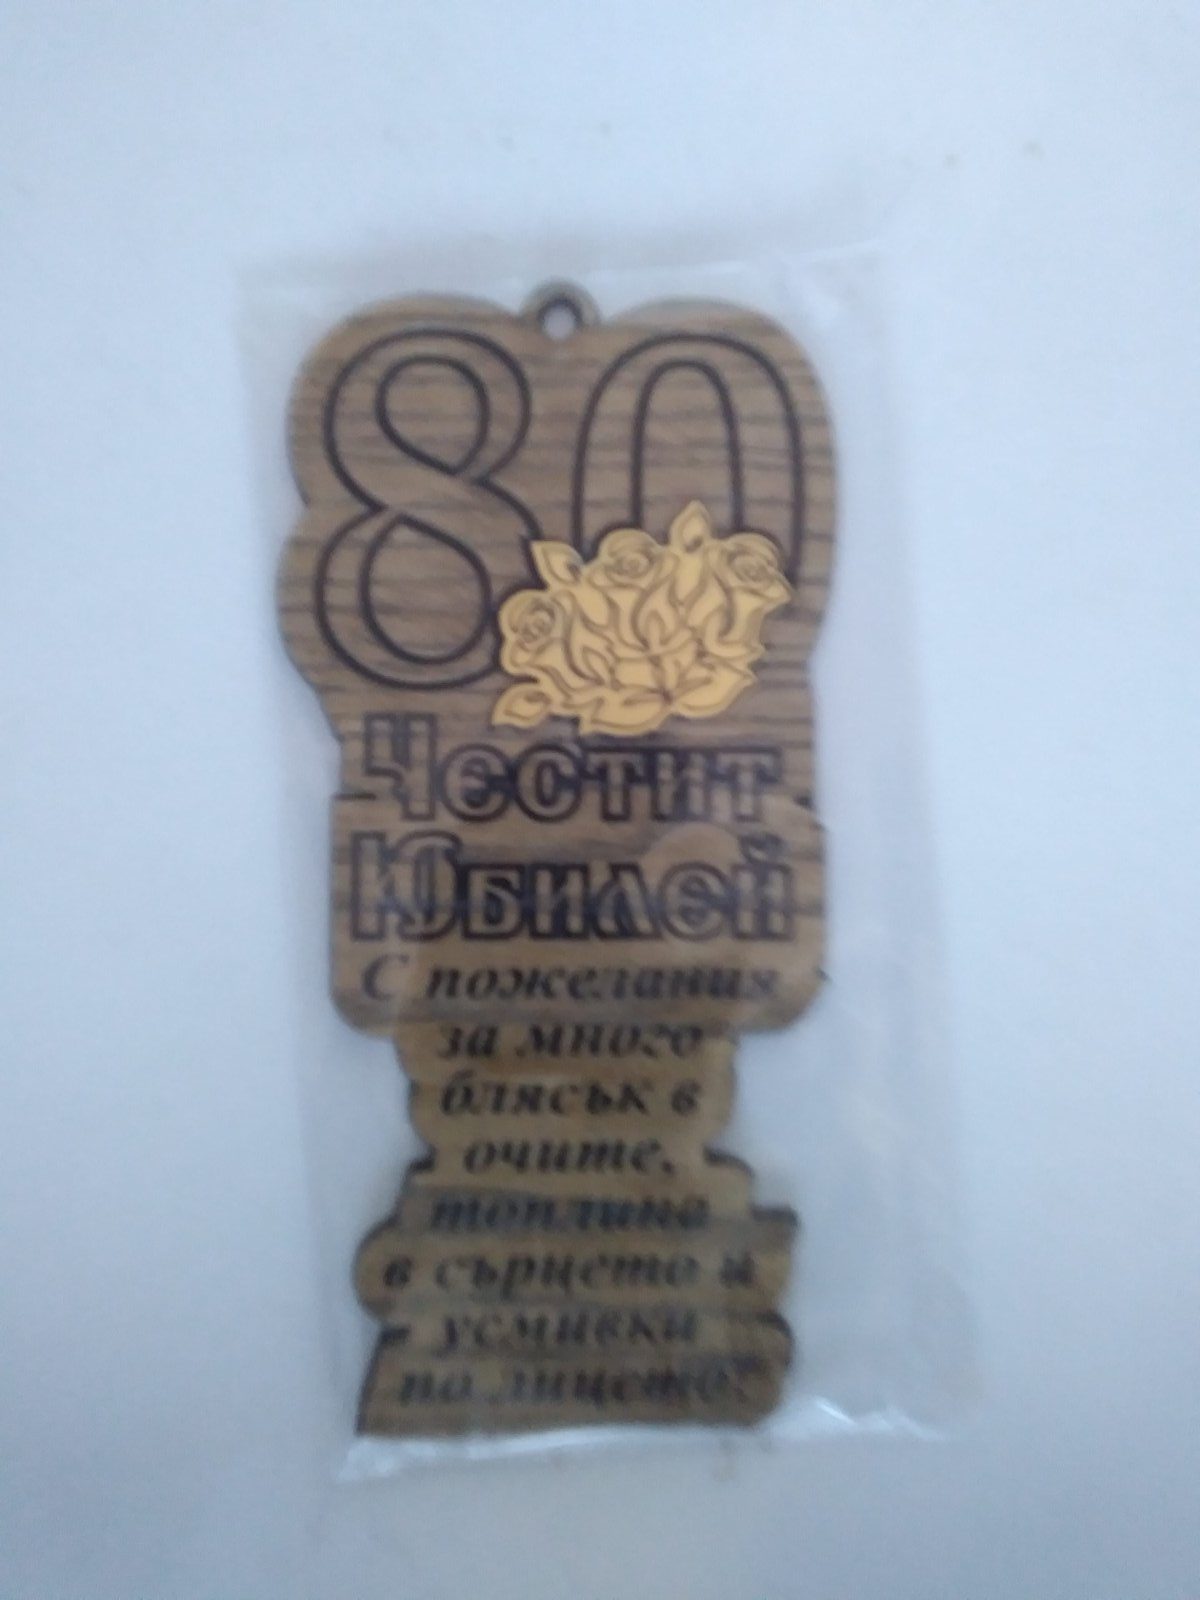 80
Честит
Юбилей
С пожелания
за много
блясък в
очите,
топлина
в сърцето и
усмивки
по лицето!